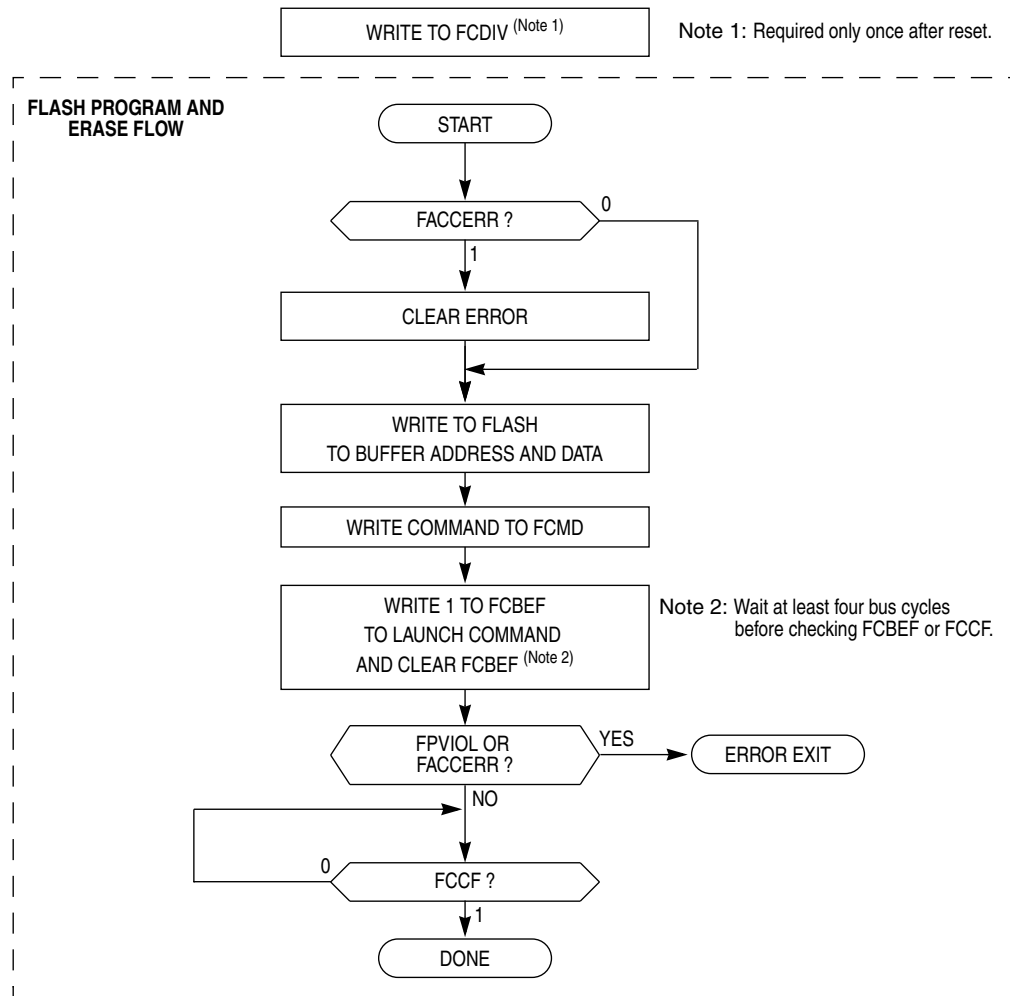 WRITE TO FCDIV (Note 1)
Note 1: Required only once after reset.
FLASH PROGRAM AND
ERASE FLOW
START
FACCERR ?
0
1
CLEAR ERROR
WRITE TO FLASH
TO BUFFER ADDRESS AND DATA
WRITE COMMAND TO FCMD
WRITE 1 TO FCBEF
TO LAUNCH COMMAND
AND CLEAR FCBEF (Note 2)
Note 2: Wait at least four bus cycles
before checking FCBEF or FCCF.
FPVIOL OR
FACCERR ?
YES
ERROR EXIT
NO
0
FCCF ?
1
DONE